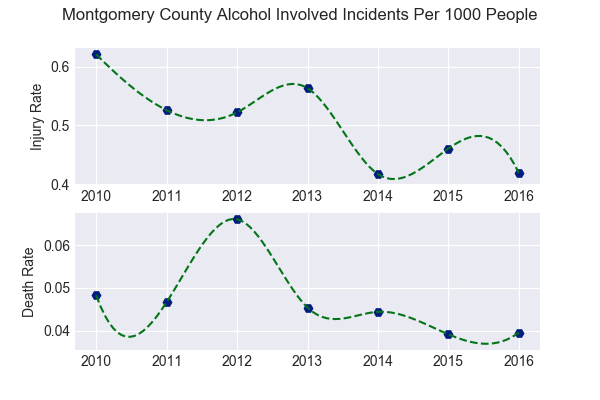 Montgomery County Alcohol Involved Incidents Per 1000 People
Injury Rate
0.6
0.5
0.4
2010 2011 2012 2013 2014 2015 2016
Death Rate
0.06
0.05
0.04
2010 2011 2012 2013 2014 2015 2016